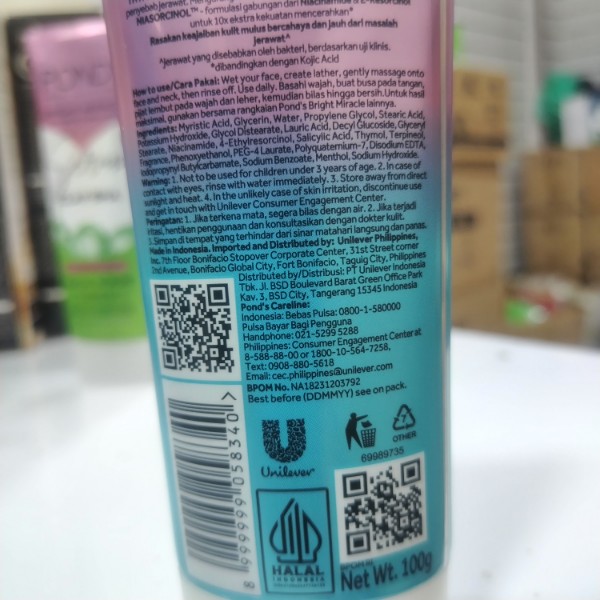 penyebab jerawat.
NIASORCINOL™ - formulasi gabungan dari Niacinamide
untuk 10x ekstra kekuatan mencerahkan*
Rasakan keajaiban kulit mulus bercahaya dan jauh dari masalah
jerawat^
^Jerawat yang disebabkan oleh bakteri, berdasarkan uji klinis.
*dibandingkan dengan Kojic Acid
How to use/Cara Pakai: Wet your face, create lather, gently massage onto
face and neck, then rinse off. Use daily. Basahi wajah, buat busa pada tangan,
pijat lembut pada wajah dan leher, kemudian bilas hingga bersih. Untuk hasil
maksimal, gunakan bersama rangkaian Pond's Bright Miracle lainnya.
Ingredients: Myristic Acid, Glycerin, Water, Propylene Glycol, Stearic Acid,
Potassium Hydroxide, Glycol Distearate, Lauric Acid, Decyl Glucoside, Glyceryl
Stearate, Niacinamide, 4-Ethylresorcinol, Salicylic Acid, Thymol, Terpineol,
Fragrance, Phenoxyethanol, PEG-4 Laurate, Polyquaternium-7, Disodium EDTA,
Iodopropynyl Butylcarbamate, Sodium Benzoate, Menthol, Sodium Hydroxide.
Warning: 1. Not to be used for children under 3 years of age. 2. In case of
contact with eyes, rinse with water immediately. 3. Store away from direct
sunlight and heat. 4. In the unlikely case of skin irritation, discontinue use
and get in touch with Unilever Consumer Engagement Center.
Peringatan: 1. Jika terkena mata, segera bilas dengan air. 2. Jika terjadi
iritasi, hentikan penggunaan dan konsultasikan dengan dokter kulit.
3. Simpan di tempat yang terhindar dari sinar matahari langsung dan panas.
Made in Indonesia. Imported and Distributed by: Unilever Philippines,
Inc. 7th Floor Bonifacio Stopover Corporate Center, 31st Street corner
2nd Avenue, Bonifacio Global City, Fort Bonifacio, Taguig City, Philippines
Distributed by/Distribusi: PT Unilever Indonesia
Tbk. Jl. BSD Boulevard Barat Green Office Park
Kav. 3, BSD City, Tangerang 15345 Indonesia
Pond's Careline:
Indonesia: Bebas Pulsa: 0800-1-580000
Pulsa Bayar Bagi Pengguna
Handphone: 021-5299 5288
Philippines: Consumer Engagement Center at
8-588-88-00 or 1800-10-564-7258,
Text: 0908-880-5618
Email: cec.philippines@unilever.com
BPOM No. NA18231203792
Best before (DDMMYY) see on pack.
9 999999 058340 >
Unilever
7
OTHER
69989735
HALAL
INDONESIA
Net Wt. 100g
POND'S